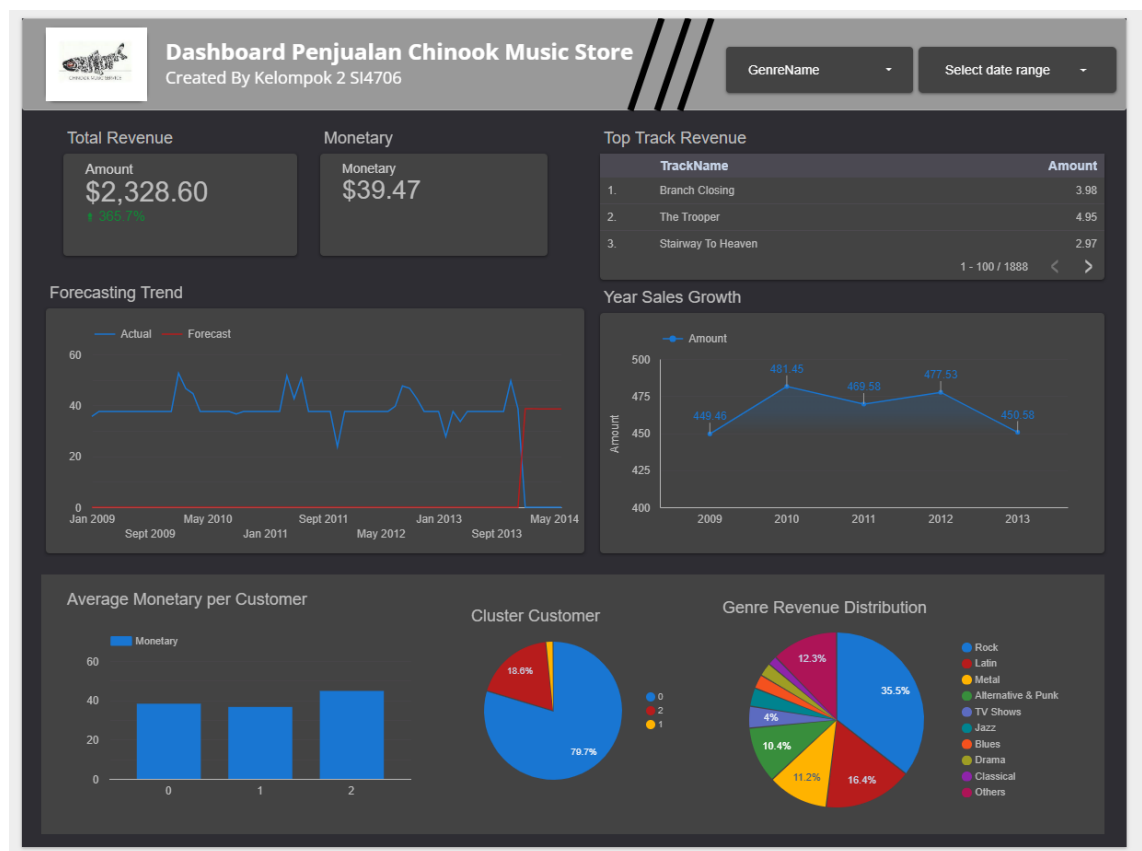 Dashboard Penjualan Chinook Music Store
Created By Kelompok 2 SI4706
CHINOOK MUSIC SERVICES
GenreName
Select date range
Total Revenue
Amount
$2,328.60
365.7%
Monetary
Monetary
$39.47
Top Track Revenue
TrackName Amount
1. Branch Closing 3.98
2. The Trooper 4.95
3. Stairway To Heaven 2.97
1 - 100 / 1888
Forecasting Trend
Actual Forecast
60
40
20
0
Jan 2009 May 2010 Sept 2011 Jan 2013 May 2014
Sept 2009 Jan 2011 May 2012 Sept 2013
Year Sales Growth
Amount
500
475
450
425
400
Amount
449.46 481.45 469.58 477.53 450.58
2009 2010 2011 2012 2013
Average Monetary per Customer
Monetary
60
40
20
0
0 1 2
Cluster Customer
18.6%
79.7%
0
2
1
Genre Revenue Distribution
12.3%
35.5%
4%
10.4%
11.2%
16.4%
Rock
Latin
Metal
Alternative & Punk
TV Shows
Jazz
Blues
Drama
Classical
Others